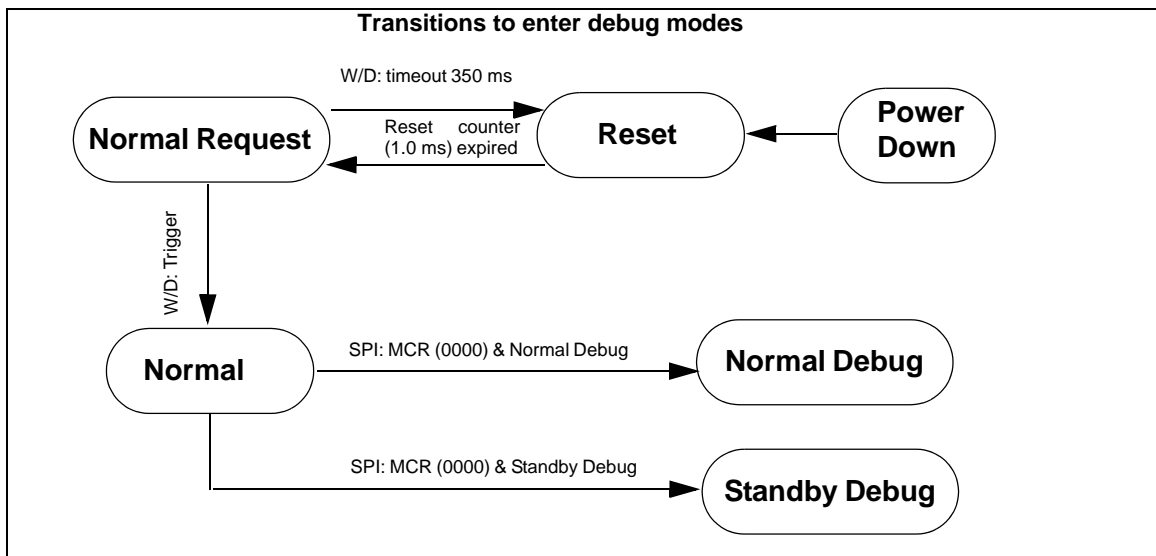 Transitions to enter debug modes
W/D: timeout 350 ms
Normal Request
Reset counter
(1.0 ms) expired
Reset
Power
Down
W/D: Trigger
Normal
SPI: MCR (0000) & Normal Debug
Normal Debug
SPI: MCR (0000) & Standby Debug
Standby Debug